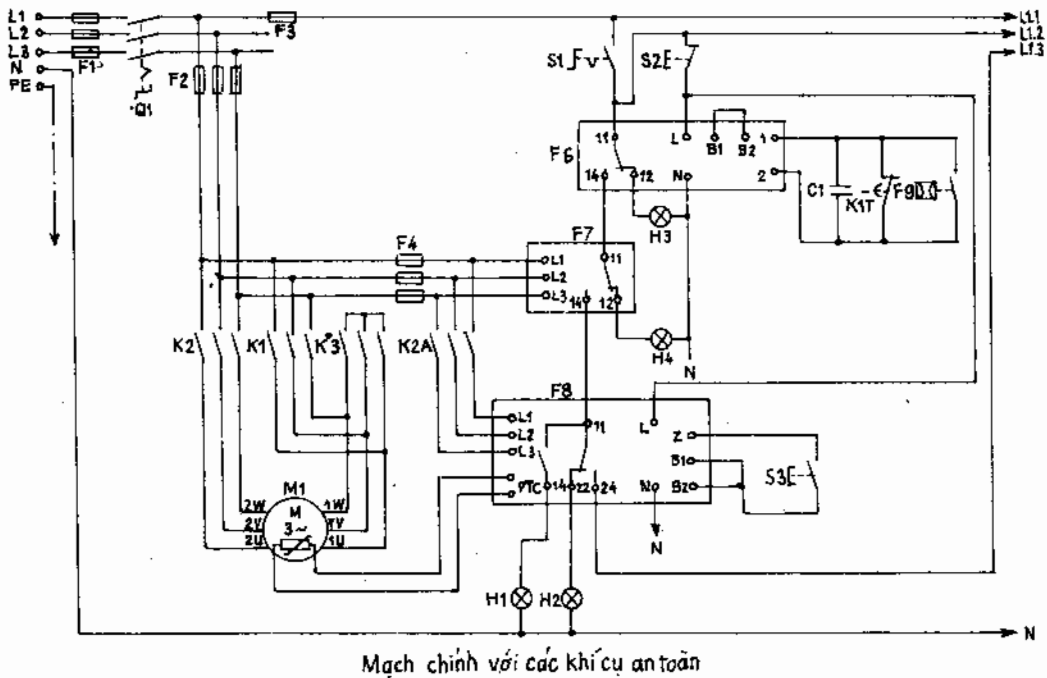 L1
L2
L3
N
PE
F1
Q1
F2
F3
S1
S2
L1.1
L1.2
L1.3
F6
11
L
B1
B2
1
14
12
N
2
H3
C1
K1T
F9
F7
L1
L2
L3
11
14
12
H4
N
F4
K2
K1
K3
K2A
F8
L1
L2
L3
PTC
11
14
22
24
L
N
Z
B1
B2
S3
N
M1
M
3~
2W
2V
2U
1W
1V
1U
H1
H2
N
Mạch chính với các khí cụ an toàn